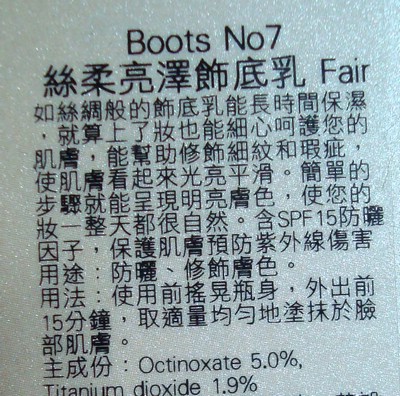 Boots No7
絲柔亮澤飾底乳 Fair
如絲綢般的飾底乳能長時間保濕
，就算上了妝也能細心呵護您的
肌膚，能幫助修飾細紋和瑕疵，
使肌膚看起來光亮平滑。簡單的
步驟就能呈現明亮膚色，使您的
妝一整天都很自然。含SPF15防曬
因子，保護肌膚預防紫外線傷害
用途：防曬、修飾膚色。
用法：使用前搖晃瓶身，外出前
15分鐘，取適量均勻地塗抹於臉
部肌膚。
主成份：Octinoxate 5.0%,
Titanium dioxide 1.9%